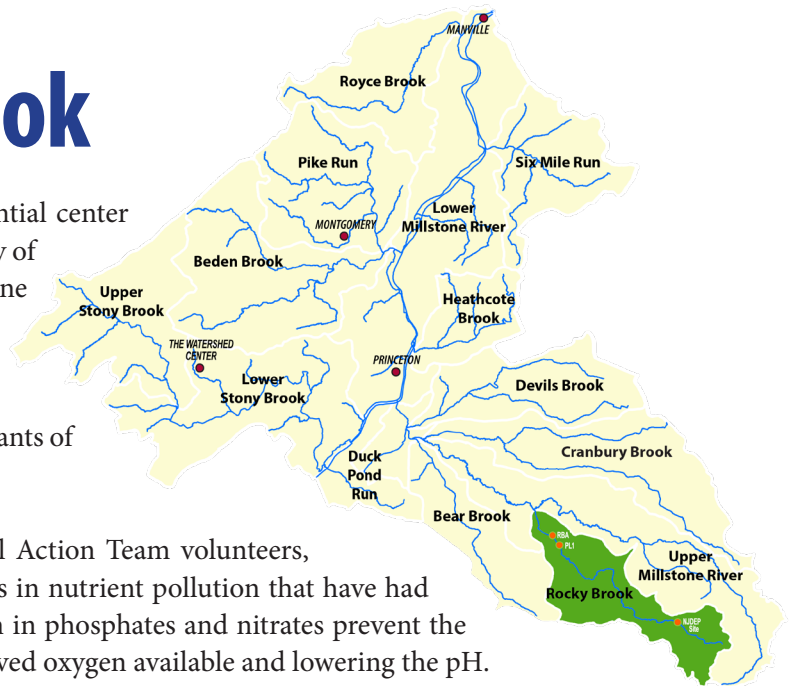 ok
ntial center
y of
ne
ants of
l Action Team volunteers,
s in nutrient pollution that have had
n in phosphates and nitrates prevent the
ved oxygen available and lowering the pH.
MANVILLE
Royce Brook
Pike Run
Six Mile Run
Lower
Millstone River
MONTGOMERY
Beden Brook
Upper
Stony Brook
Heathcote
Brook
THE WATERSHED
CENTER
PRINCETON
Lower
Stony Brook
Devils Brook
Cranbury Brook
Duck
Pond
Run
Bear Brook
RBA
PL1
Upper
Millstone River
Rocky Brook
NJDEP
Site